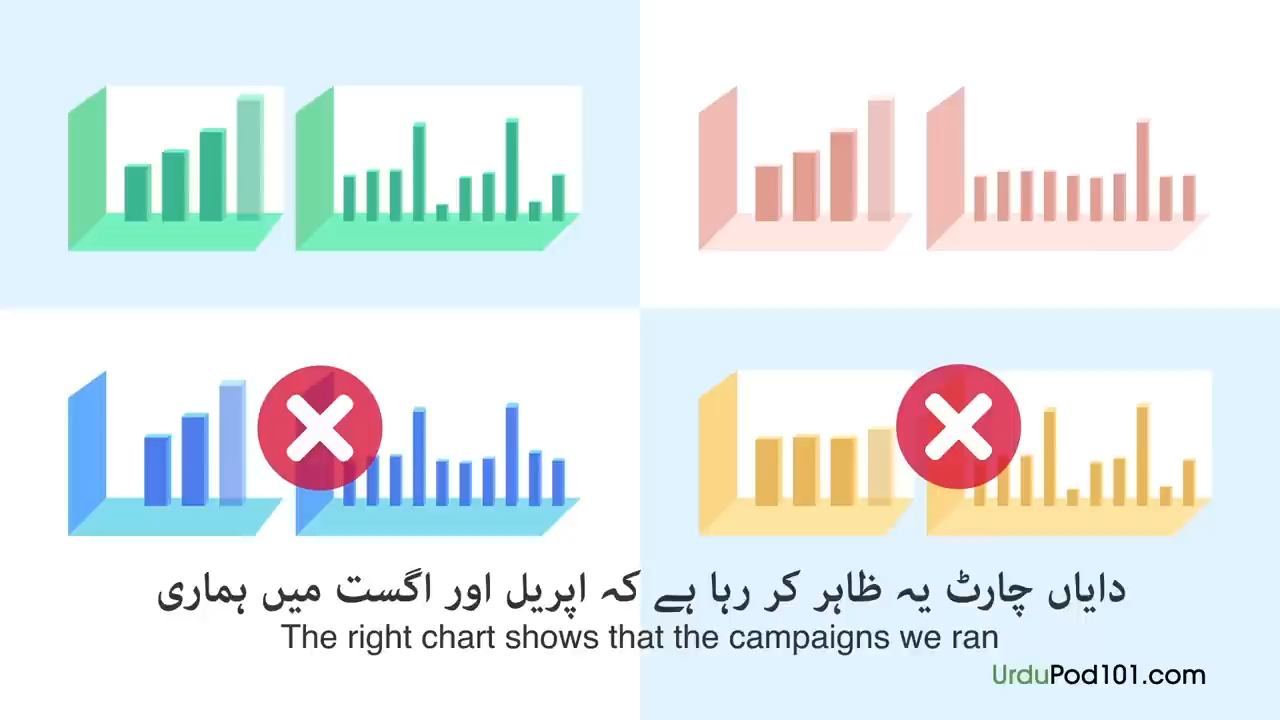 دایاں چارٹ یہ ظاہر کر رہا ہے کہ اپریل اور اگست میں ہماری
The right chart shows that the campaigns we ran
UrduPod101.com